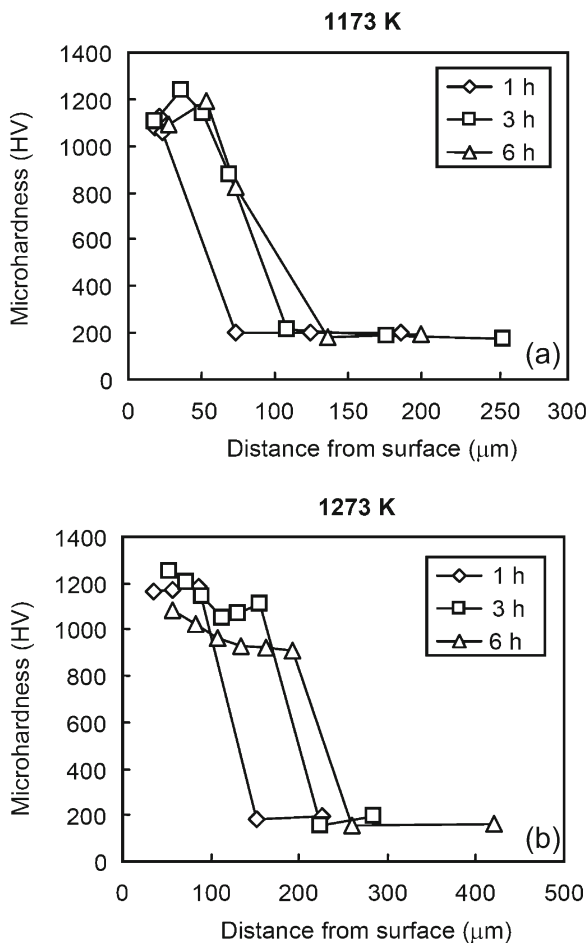 1173 K
1400
1200
1000
800
600
400
200
0
Microhardness (HV)
1 h
3 h
6 h
(a)
0 50 100 150 200 250 300
Distance from surface (μm)
1273 K
1400
1200
1000
800
600
400
200
0
Microhardness (HV)
1 h
3 h
6 h
(b)
0 100 200 300 400 500
Distance from surface (μm)